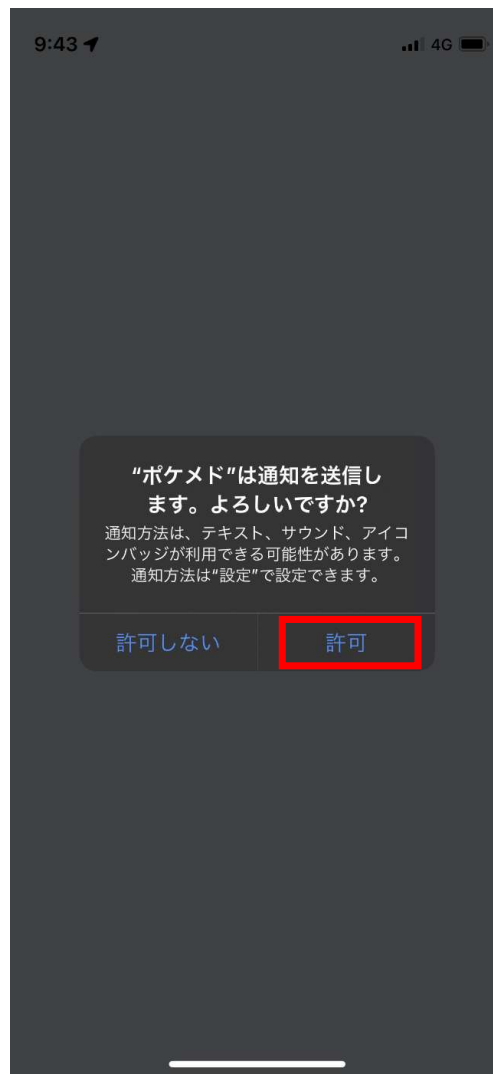 9:43
4G
“ポケメド”は通知を送信し
ます。よろしいですか?
通知方法は、テキスト、サウンド、アイコ
ンバッジが利用できる可能性があります。
通知方法は“設定”で設定できます。
許可しない
許可